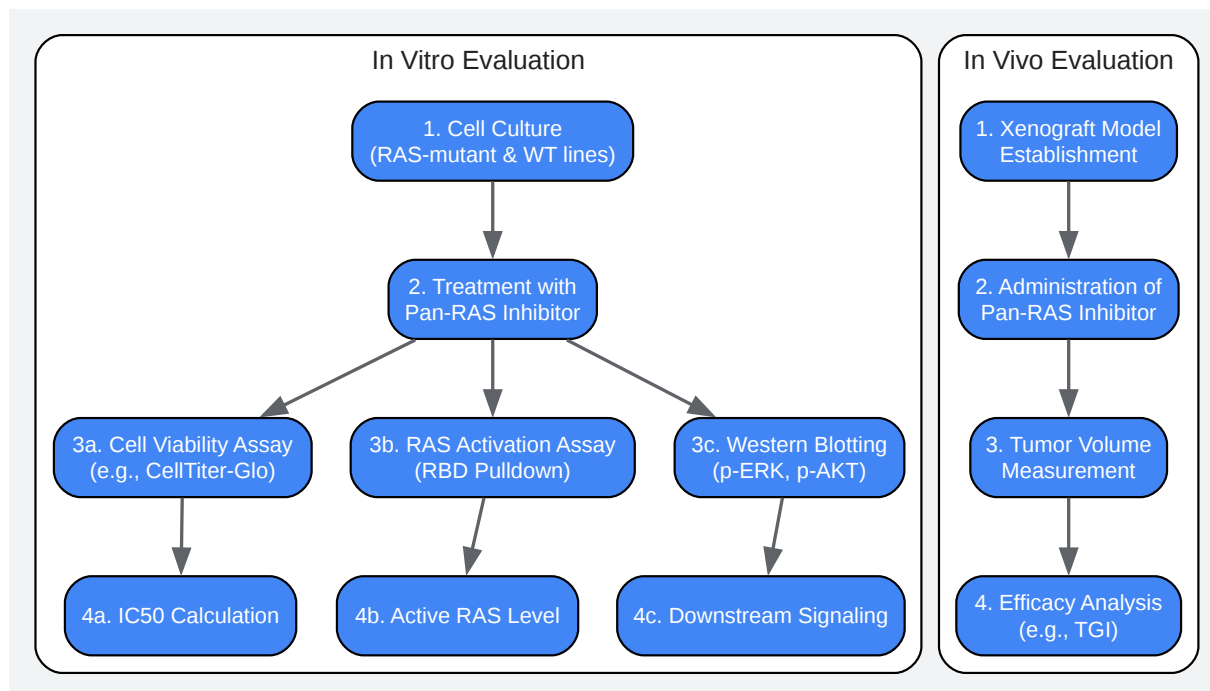 In Vitro Evaluation
1. Cell Culture
(RAS-mutant & WT lines)
2. Treatment with
Pan-RAS Inhibitor
3a. Cell Viability Assay
(e.g., CellTiter-Glo)
3b. RAS Activation Assay
(RBD Pulldown)
3c. Western Blotting
(p-ERK, p-AKT)
4a. IC50 Calculation
4b. Active RAS Level
4c. Downstream Signaling
In Vivo Evaluation
1. Xenograft Model
Establishment
2. Administration of
Pan-RAS Inhibitor
3. Tumor Volume
Measurement
4. Efficacy Analysis
(e.g., TGI)